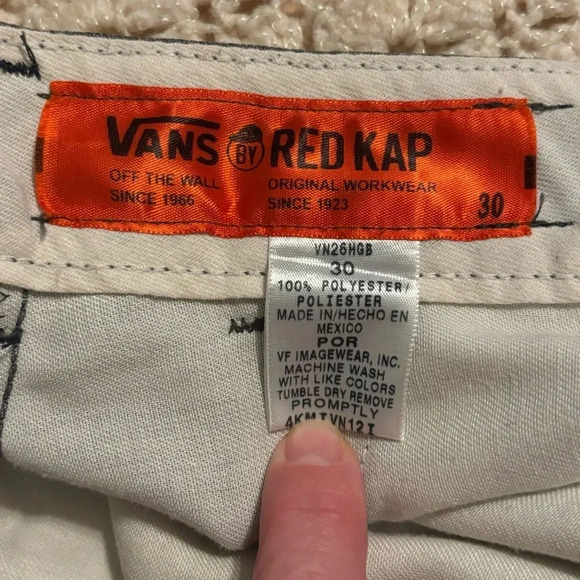 VANS BY RED KAP
OFF THE WALL ORIGINAL WORKWEAR
SINCE 1966 SINCE 1923 30
VN26HGB
30
100% POLYESTER/
POLIESTER
MADE IN/HECHO EN
MEXICO
POR
VF IMAGEWEAR, INC.
MACHINE WASH
WITH LIKE COLORS
TUMBLE DRY REMOVE
PROMPTLY